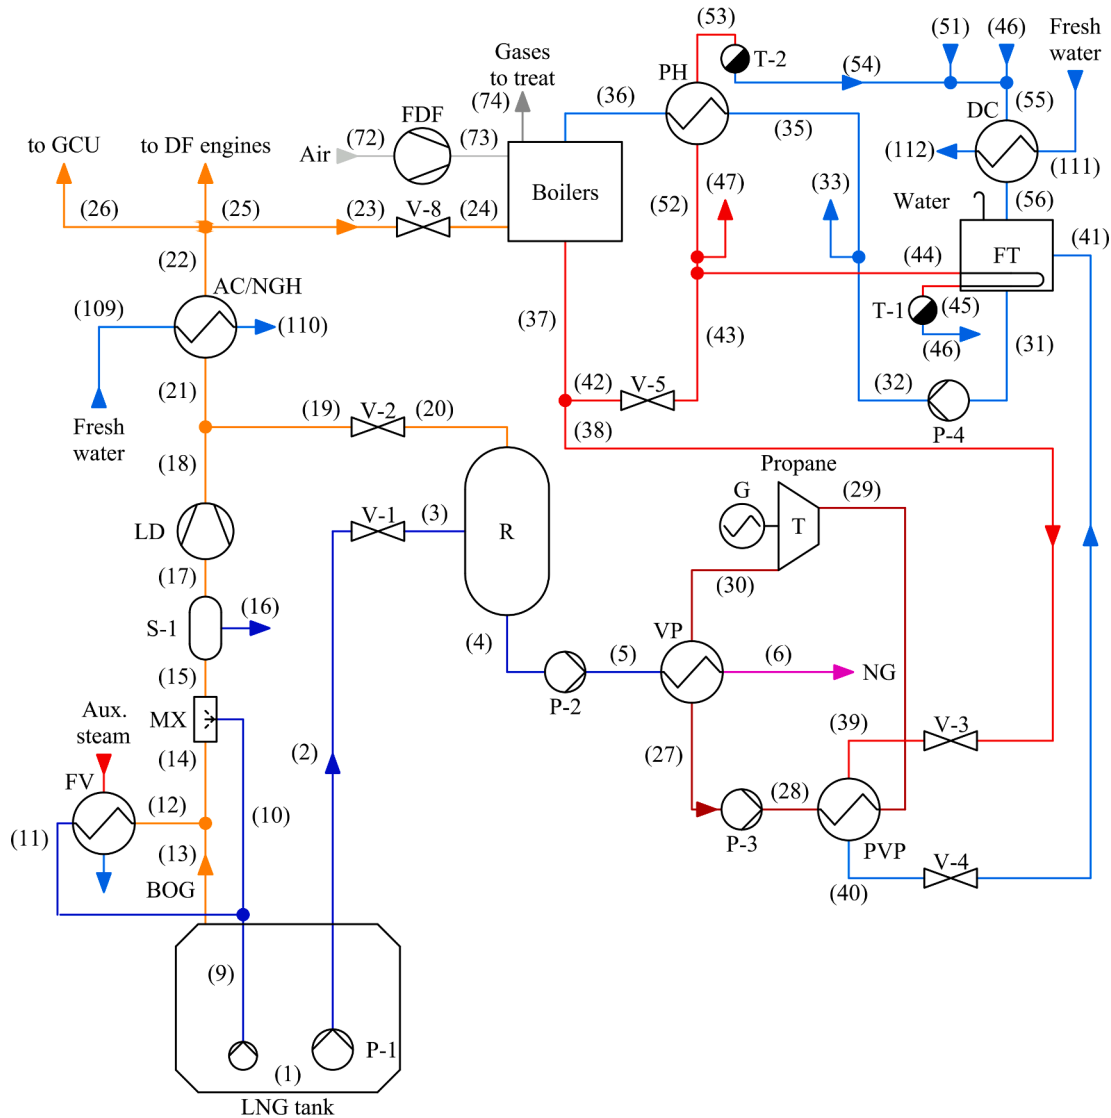 (53)
T-2
(51)
(46)
Fresh
water
Gases
to treat
PH
(54)
(74)
FDF
(36)
(35)
(55)
DC
to GCU
to DF engines
Air
(72)
(73)
(112)
(111)
Boilers
(47)
(33)
Water
(56)
(52)
(26)
(25)
(23)
V-8
(24)
(41)
(44)
FT
(22)
AC/NGH
(109)
(110)
(37)
(43)
T-1
(45)
(46)
(31)
(21)
(42)
V-5
(32)
P-4
Fresh
water
(19)
V-2
(20)
(38)
(18)
Propane
G
(29)
T
LD
V-1
(3)
R
(17)
(30)
(16)
S-1
(4)
VP
(5)
(6)
NG
P-2
(15)
MX
Aux.
steam
(14)
(2)
(27)
(39)
V-3
FV
(12)
(10)
(28)
(11)
(13)
P-3
PVP
BOG
(40)
V-4
(9)
P-1
(1)
LNG tank